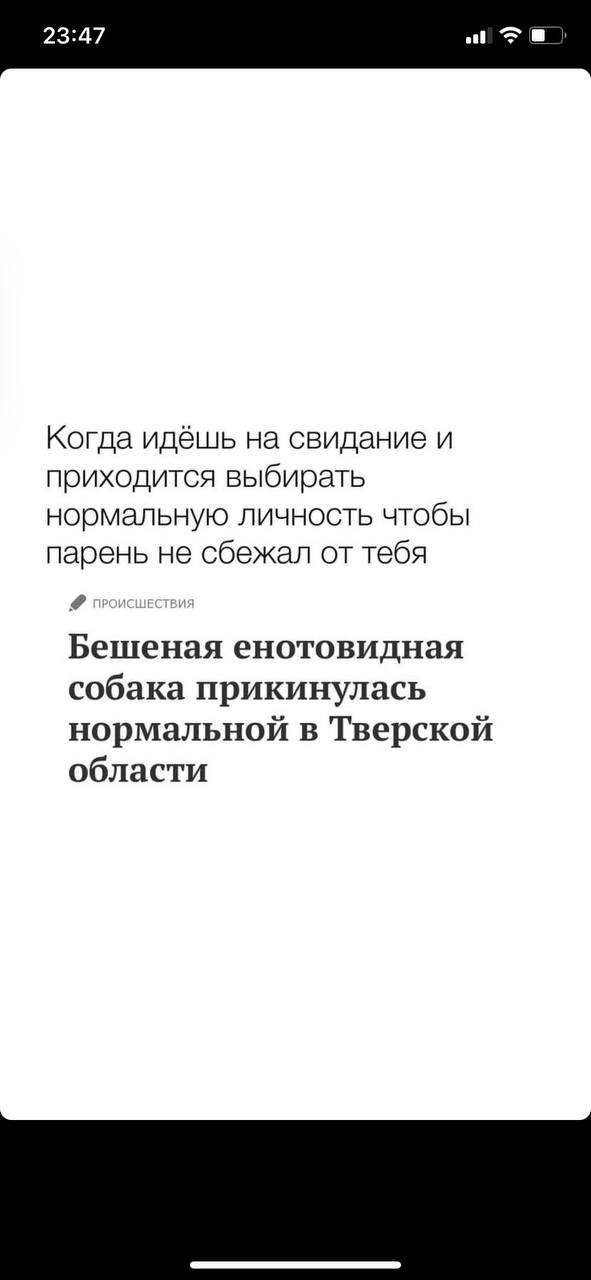 23:47
Когда идёшь на свидание и
приходится выбирать
нормальную личность чтобы
парень не сбежал от тебя
ПРОИСШЕСТВИЯ
Бешеная енотовидная
собака прикинулась
нормальной в Тверской
области